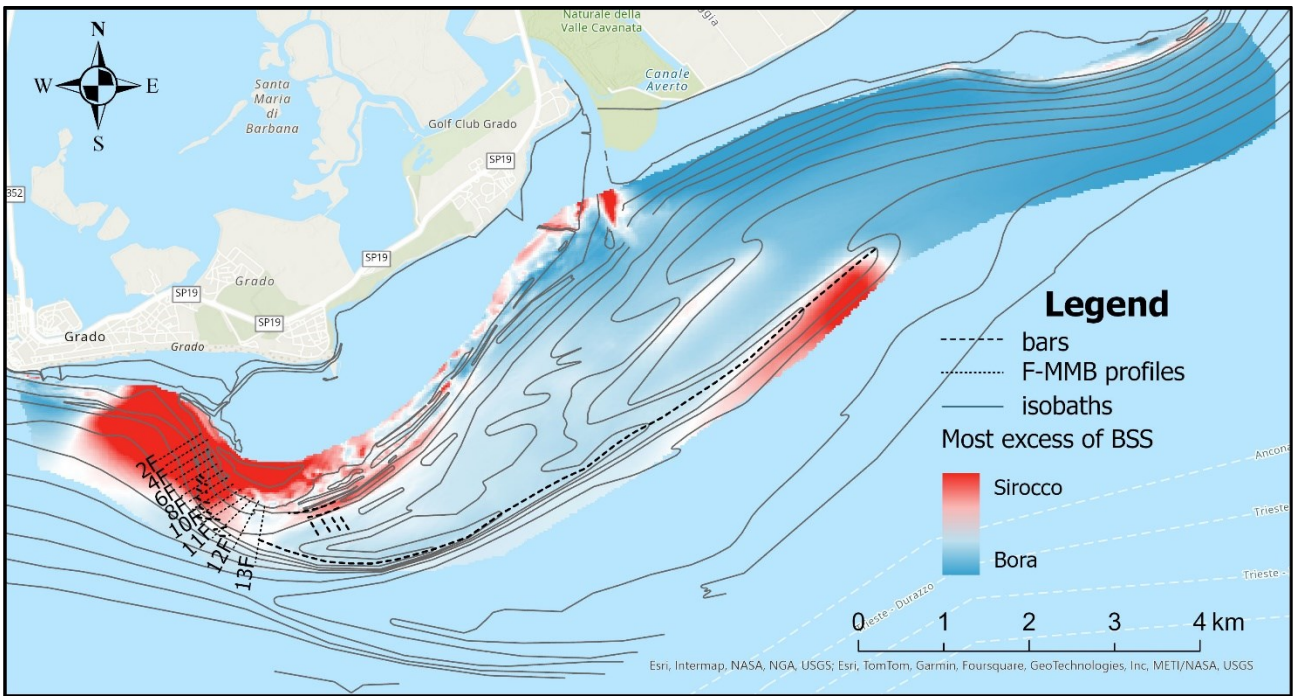 Naturale della
Valle Cavanata
N
W
E
S
Canale
Averto
Santa
Maria
di
Barbana
Golf Club Grado
SP19
352
SP19
Grado
SP19
SP19
Grado
Grado
Legend
bars
F-MMB profiles
isobaths
Most excess of BSS
Sirocco
Bora
2F
4F
6F
8F
10F
11F
12F
13F
Ancona
Trieste
Trieste -
Trieste - Durazzo
0 1 2 3 4 km
Esri, Intermap, NASA, NGA, USGS; Esri, TomTom, Garmin, Foursquare, GeoTechnologies, Inc, METI/NASA, USGS